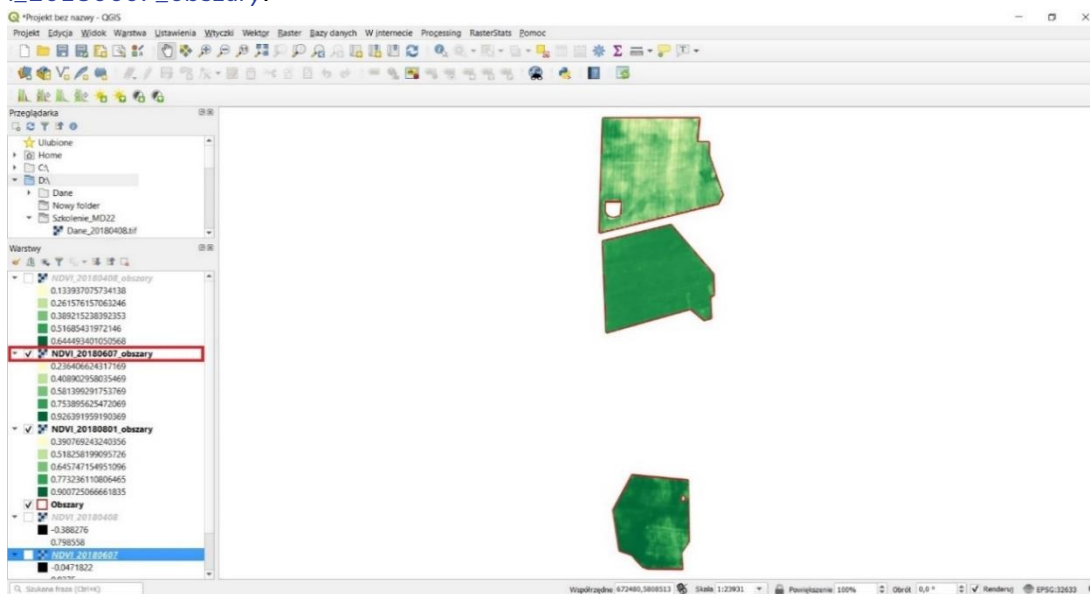 *Projekt bez nazwy - QGIS
Projekt Edycja Widok Warstwa Ustawienia Wtyczki Wektor Raster Bazy danych W internecie Processing RasterStats Pomoc
Przeglądarka
Ulubione
Home
C:\
D:\
Dane
Nowy folder
Szkolenie_MD22
Dane_20180408.tif
Warstwy
NDVI_20180408_obszary
0.133937075734138
0.261576157063246
0.389215238392353
0.51685431972146
0.644493401050568
NDVI_20180607_obszary
0.236406624317169
0.408902958035469
0.581399291753769
0.753895625472069
0.926391959190369
NDVI_20180801_obszary
0.390769243240356
0.518258199095726
0.645747154951096
0.773236110806465
0.900725066661835
Obszary
NDVI_20180408
-0.388276
0.798558
NDVI_20180607
-0.0471822
Szukane fraza (Ctrl+K)
Współrzędne 672480,5808513 Skala 1:23931 Powiększenie 100% Obrót 0,0 ° Renderuj EPSG:32633